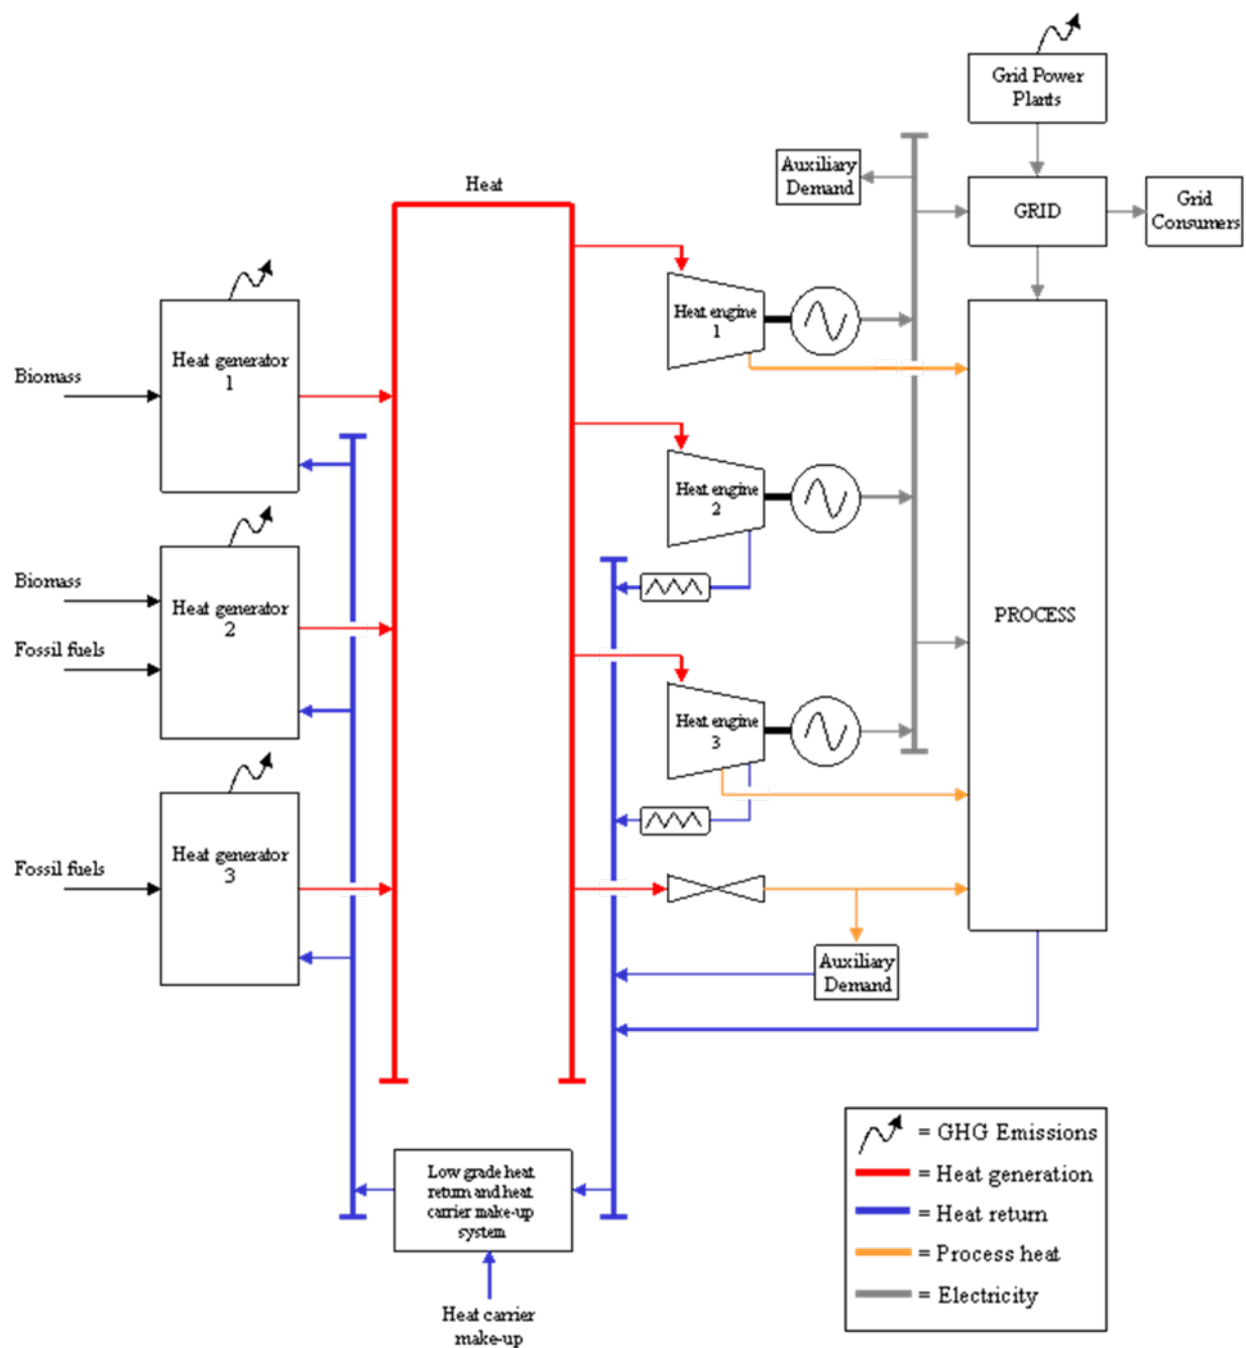 Grid Power
Plants
Auxiliary
Demand
GRID
Grid
Consumers
Heat
Heat engine
1
Heat generator
1
Biomass
Heat engine
2
Biomass
Fossil fuels
Heat generator
2
PROCESS
Heat engine
3
Heat generator
3
Fossil fuels
Auxiliary
Demand
Low grade heat
return and heat
carrier make-up
system
Heat carrier
make-up
= GHG Emissions
= Heat generation
= Heat return
= Process heat
= Electricity